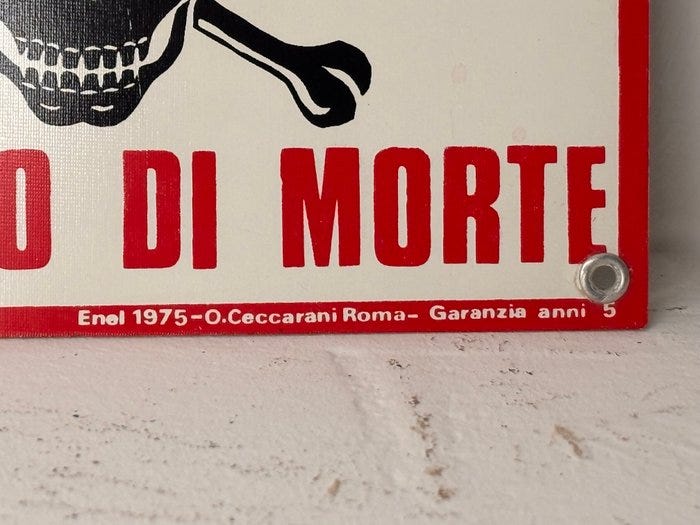 O DI MORTE
Enel 1975-O.Ceccarani Roma- Garanzia anni 5